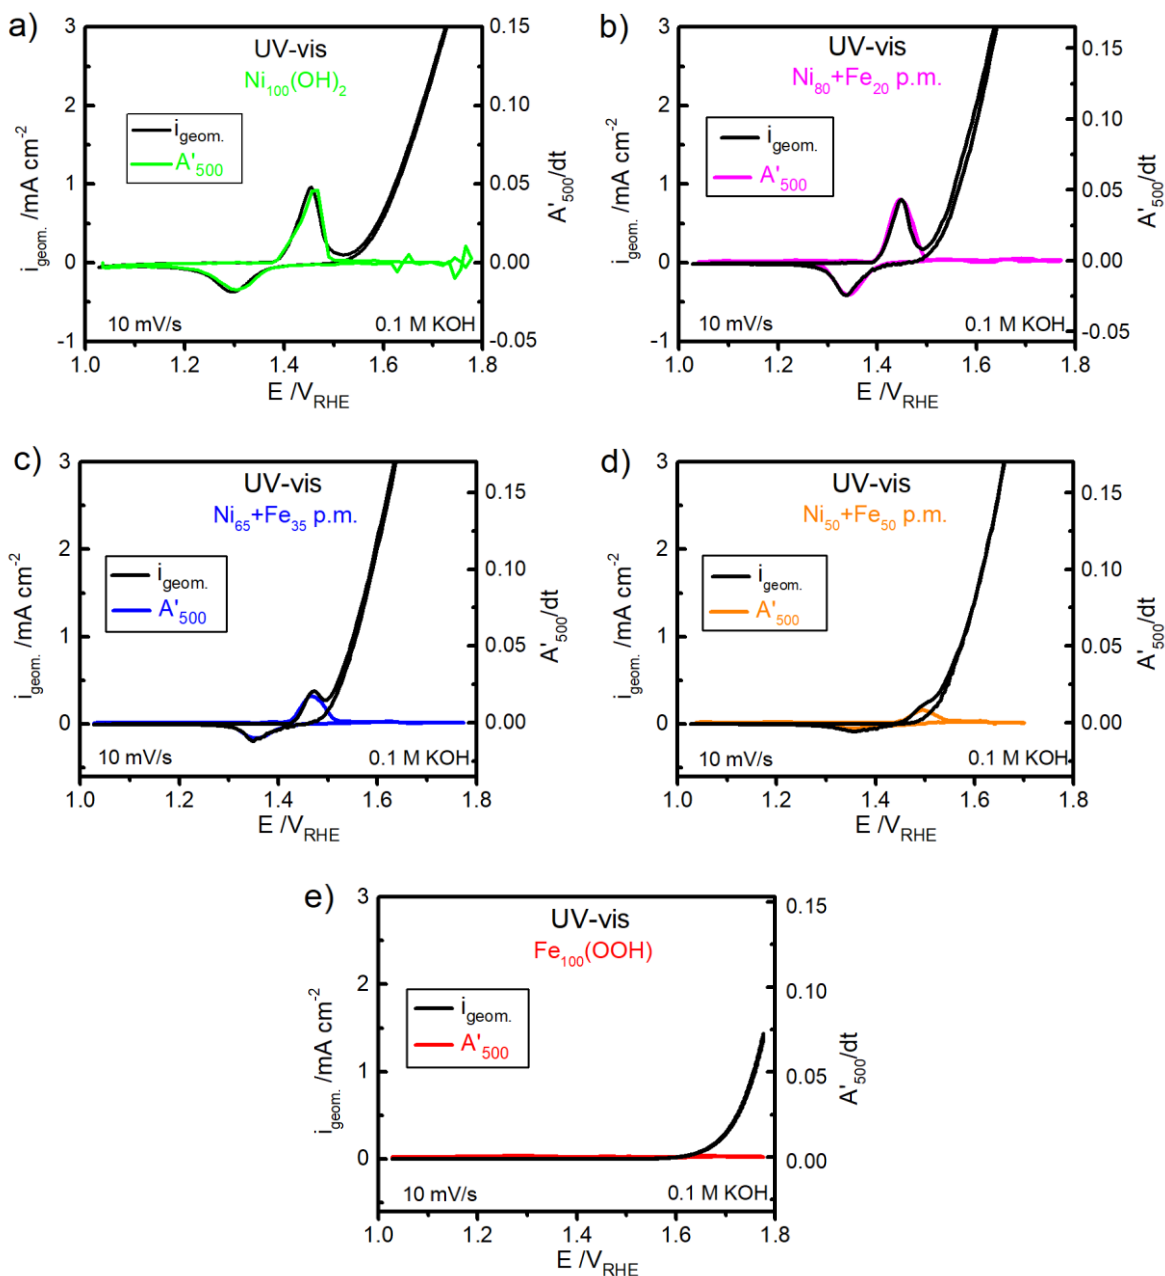 a)
UV-vis
Ni100(OH)2
igeom.
A'500
10 mV/s
0.1 M KOH
3
2
1
0
-1
0.15
0.10
0.05
0.00
-0.05
1.0 1.2 1.4 1.6 1.8
igeom. /mA cm-2
A'500/dt
E /VRHE
b)
UV-vis
Ni80+Fe20 p.m.
igeom.
A'500
10 mV/s
0.1 M KOH
3
2
1
0
-1
0.15
0.10
0.05
0.00
-0.05
1.0 1.2 1.4 1.6 1.8
igeom. /mA cm-2
A'500/dt
E /VRHE
c)
UV-vis
Ni65+Fe35 p.m.
igeom.
A'500
10 mV/s
0.1 M KOH
3
2
1
0
0.15
0.10
0.05
0.00
1.0 1.2 1.4 1.6 1.8
igeom. /mA cm-2
A'500/dt
E /VRHE
d)
UV-vis
Ni50+Fe50 p.m.
igeom.
A'500
10 mV/s
0.1 M KOH
3
2
1
0
0.15
0.10
0.05
0.00
1.0 1.2 1.4 1.6 1.8
igeom. /mA cm-2
A'500/dt
E /VRHE
e)
UV-vis
Fe100(OOH)
igeom.
A'500
10 mV/s
0.1 M KOH
3
2
1
0
0.15
0.10
0.05
0.00
1.0 1.2 1.4 1.6 1.8
igeom. /mA cm-2
A'500/dt
E /VRHE